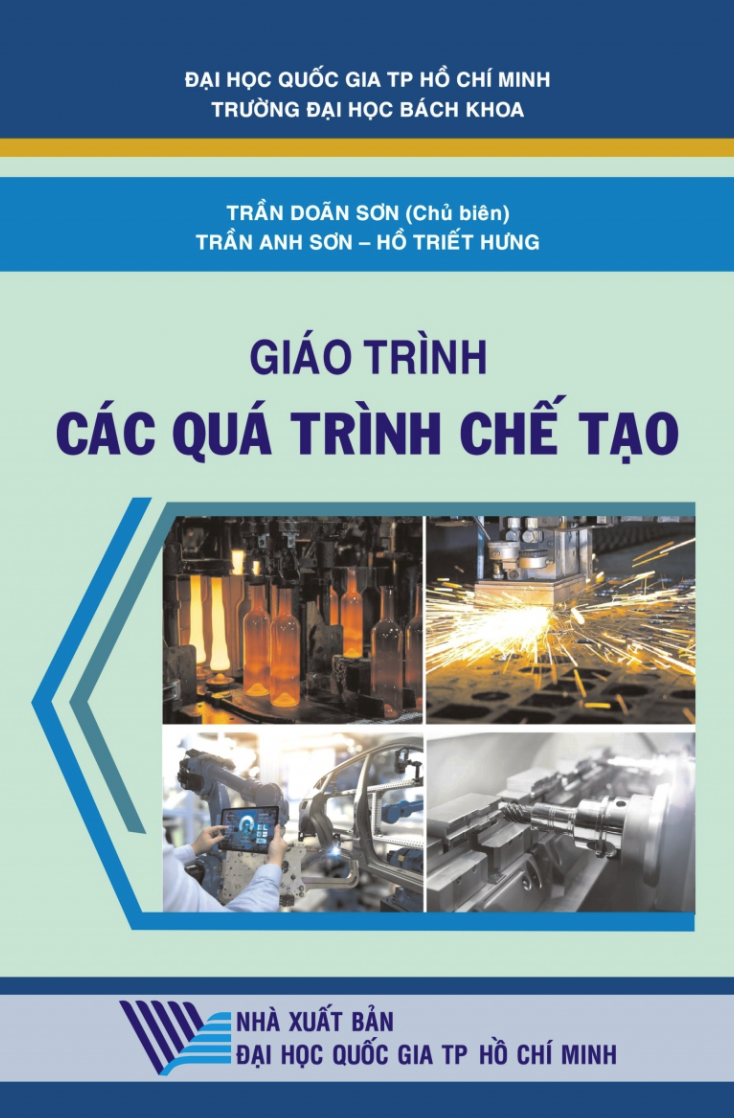 ĐẠI HỌC QUỐC GIA TP HỒ CHÍ MINH
TRƯỜNG ĐẠI HỌC BÁCH KHOA
TRẦN DOÃN SƠN (Chủ biên)
TRẦN ANH SƠN – HỒ TRIẾT HƯNG
GIÁO TRÌNH
CÁC QUÁ TRÌNH CHẾ TẠO
NHÀ XUẤT BẢN
ĐẠI HỌC QUỐC GIA TP HỒ CHÍ MINH